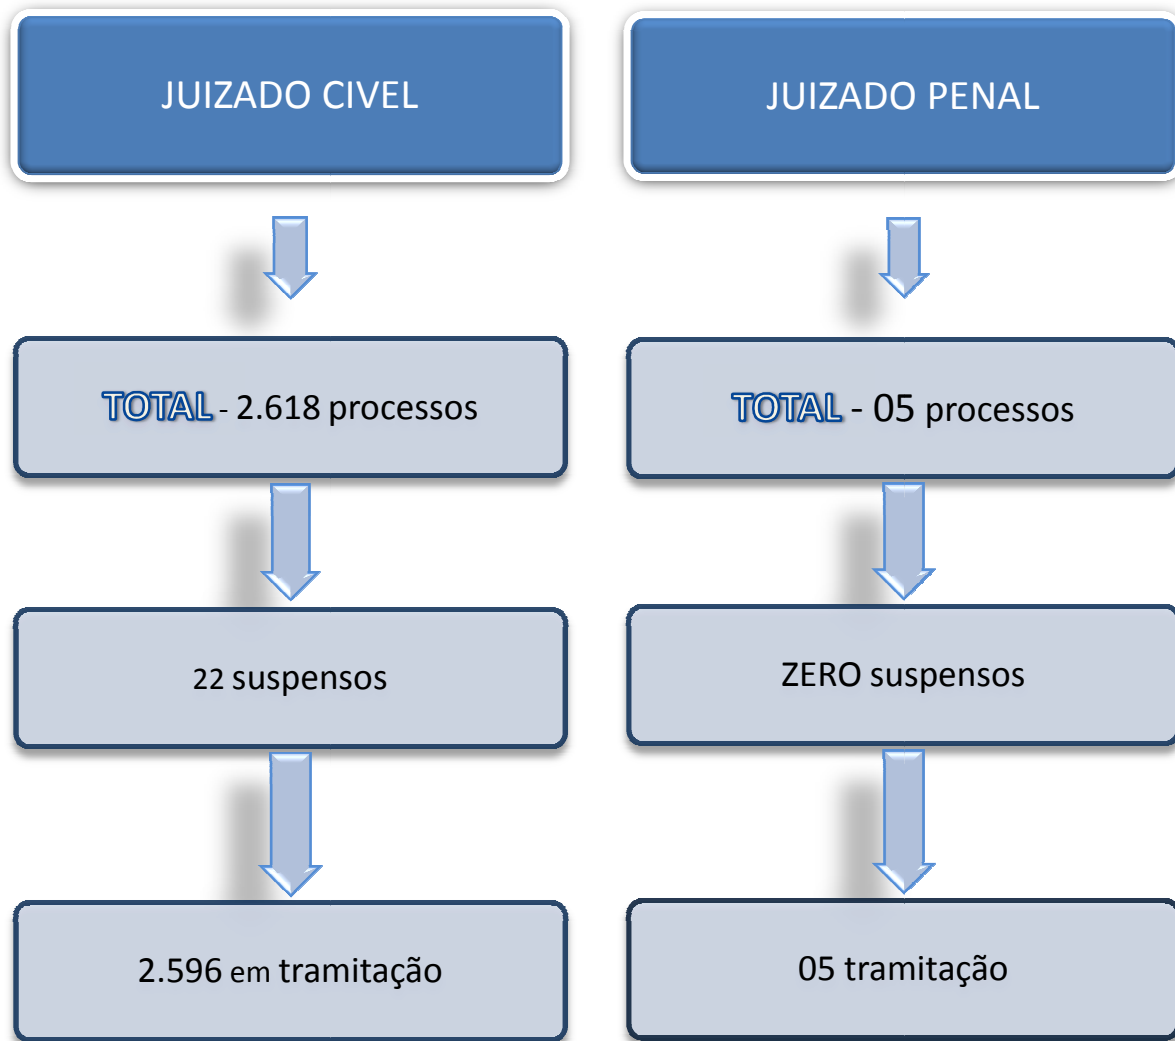 JUIZADO CIVEL
TOTAL - 2.618 processos
22 suspensos
2.596 em tramitação
JUIZADO PENAL
TOTAL - 05 processos
ZERO suspensos
05 tramitação